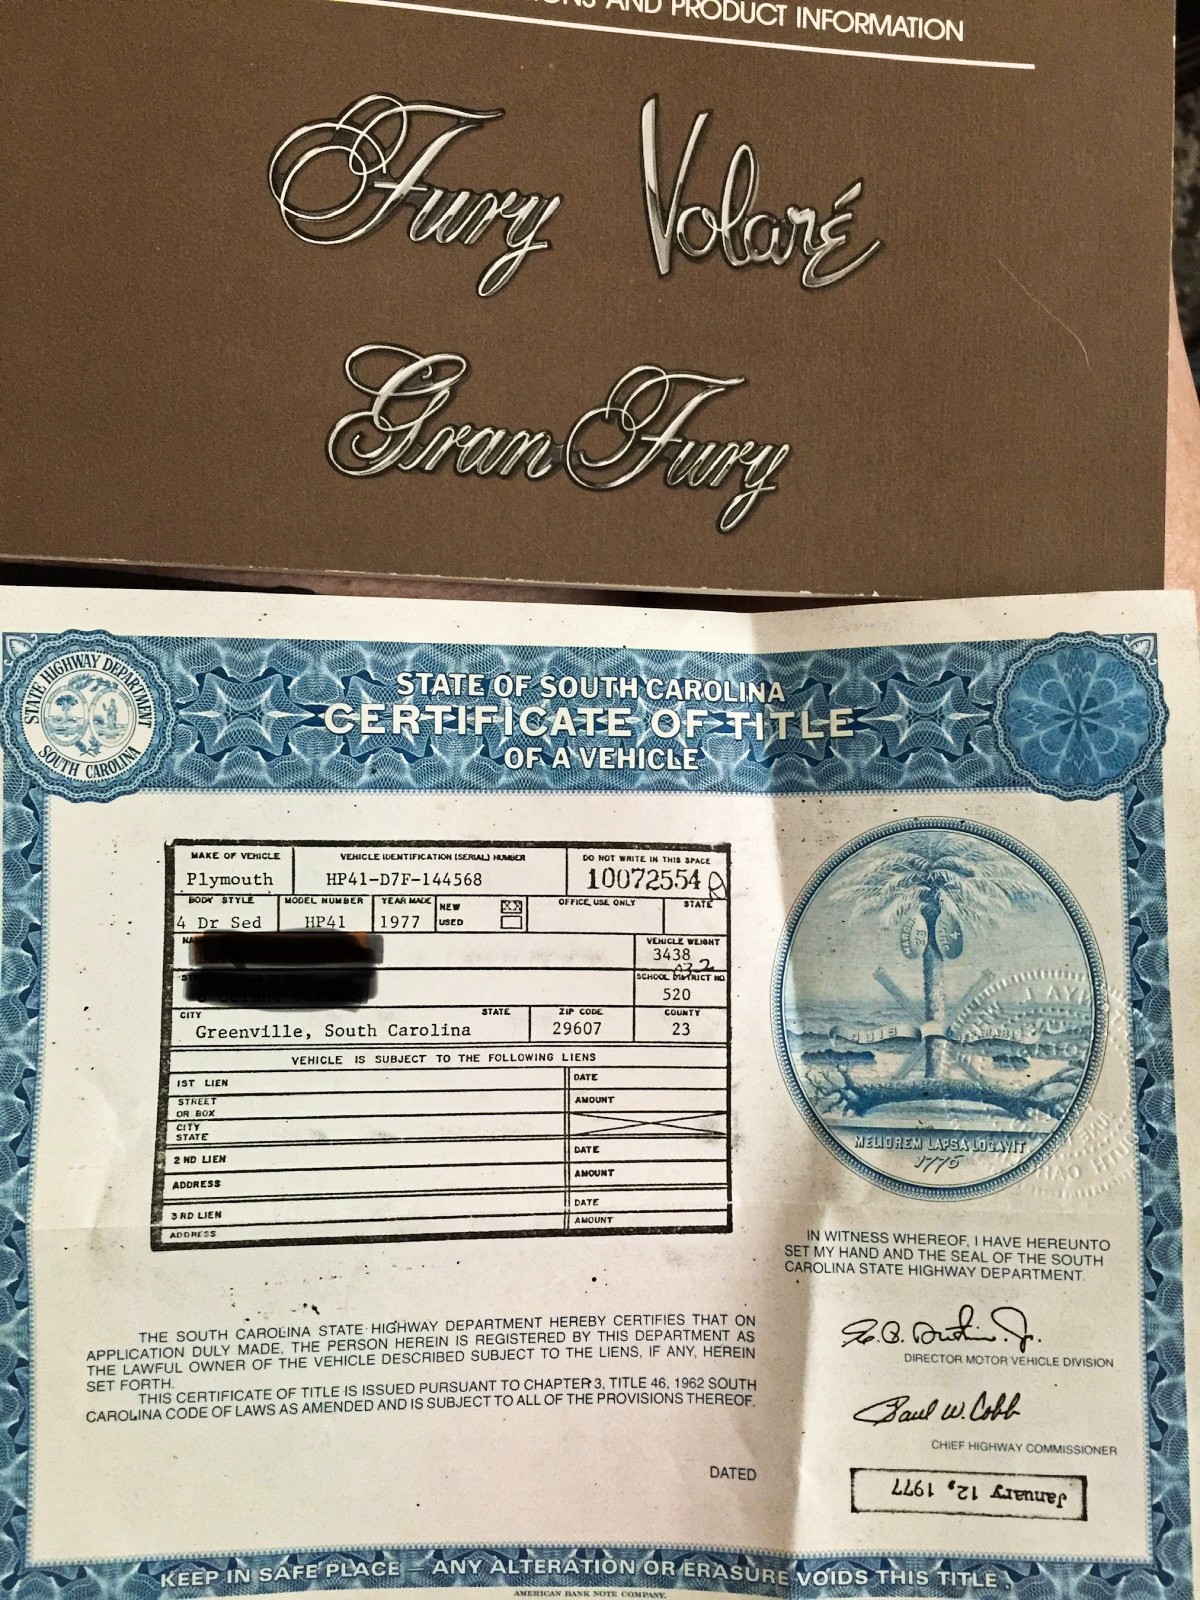 AND PRODUCT INFORMATION
Fury Volaré
Gran Fury
STATE HIGHWAY DEPARTMENT
SOUTH CAROLINA
STATE OF SOUTH CAROLINA
CERTIFICATE OF TITLE
OF A VEHICLE
MAKE OF VEHICLE VEHICLE IDENTIFICATION (SERIAL) NUMBER DO NOT WRITE IN THIS SPACE
Plymouth HP41-D7F-144568 10072554
BODY STYLE MODEL NUMBER YEAR MADE NEW XX OFFICE USE ONLY STATE
4 Dr Sed HP41 1977 USED
VEHICLE WEIGHT
3438
SCHOOL DISTRICT NO.
520
CITY STATE ZIP CODE COUNTY
Greenville, South Carolina 29607 23
VEHICLE IS SUBJECT TO THE FOLLOWING LIENS
1ST LIEN DATE
STREET OR BOX AMOUNT
CITY STATE
2 ND LIEN DATE
ADDRESS AMOUNT
3 RD LIEN DATE
ADDRESS AMOUNT
QUIS SEPARABIT
MELIOREM LAPSA LOCAVIT
1776
IN WITNESS WHEREOF, I HAVE HEREUNTO
SET MY HAND AND THE SEAL OF THE SOUTH
CAROLINA STATE HIGHWAY DEPARTMENT.
THE SOUTH CAROLINA STATE HIGHWAY DEPARTMENT HEREBY CERTIFIES THAT ON
APPLICATION DULY MADE, THE PERSON HEREIN IS REGISTERED BY THIS DEPARTMENT AS
THE LAWFUL OWNER OF THE VEHICLE DESCRIBED SUBJECT TO THE LIENS, IF ANY, HEREIN
SET FORTH.
THIS CERTIFICATE OF TITLE IS ISSUED PURSUANT TO CHAPTER 3, TITLE 46, 1962 SOUTH
CAROLINA CODE OF LAWS AS AMENDED AND IS SUBJECT TO ALL OF THE PROVISIONS THEREOF.
DIRECTOR MOTOR VEHICLE DIVISION
Paul W. Cobb
CHIEF HIGHWAY COMMISSIONER
DATED
January 12, 1977
KEEP IN SAFE PLACE — ANY ALTERATION OR ERASURE VOIDS THIS TITLE.
AMERICAN BANK NOTE COMPANY.